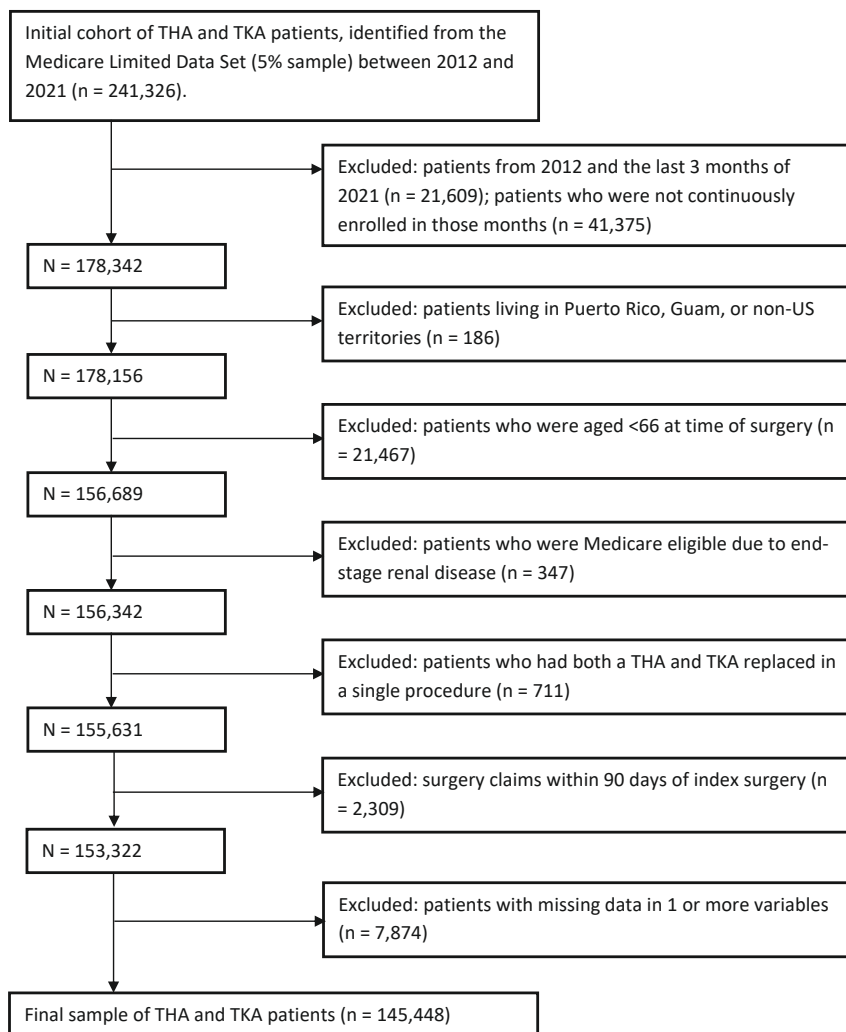 Initial cohort of THA and TKA patients, identified from the
Medicare Limited Data Set (5% sample) between 2012 and
2021 (n = 241,326).
Excluded: patients from 2012 and the last 3 months of
2021 (n = 21,609); patients who were not continuously
enrolled in those months (n = 41,375)
N = 178,342
Excluded: patients living in Puerto Rico, Guam, or non-US
territories (n = 186)
N = 178,156
Excluded: patients who were aged <66 at time of surgery (n
= 21,467)
N = 156,689
Excluded: patients who were Medicare eligible due to end-
stage renal disease (n = 347)
N = 156,342
Excluded: patients who had both a THA and TKA replaced in
a single procedure (n = 711)
N = 155,631
Excluded: surgery claims within 90 days of index surgery (n
= 2,309)
N = 153,322
Excluded: patients with missing data in 1 or more variables
(n = 7,874)
Final sample of THA and TKA patients (n = 145,448)